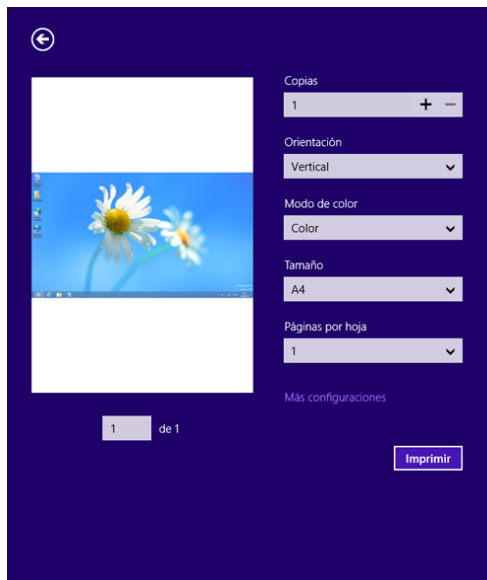 Copias
1
Orientación
Vertical
Modo de color
Color
Tamaño
A4
Páginas por hoja
1
Más configuraciones
1 de 1
Imprimir